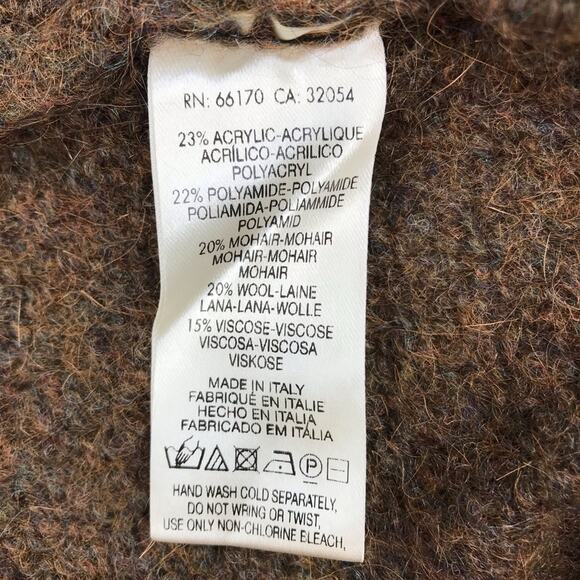 RN: 66170 CA: 32054
23% ACRYLIC-ACRYLIQUE
ACRÍLICO-ACRILICO
POLYACRYL
22% POLYAMIDE-POLYAMIDE
POLIAMIDA-POLIAMMIDE
POLYAMID
20% MOHAIR-MOHAIR
MOHAIR-MOHAIR
MOHAIR
20% WOOL-LAINE
LANA-LANA-WOLLE
15% VISCOSE-VISCOSE
VISCOSA-VISCOSA
VISKOSE
MADE IN ITALY
FABRIQUÉ EN ITALIE
HECHO EN ITALIA
FABRICADO EM ITÁLIA
P
HAND WASH COLD SEPARATELY,
DO NOT WRING OR TWIST,
USE ONLY NON-CHLORINE BLEACH,